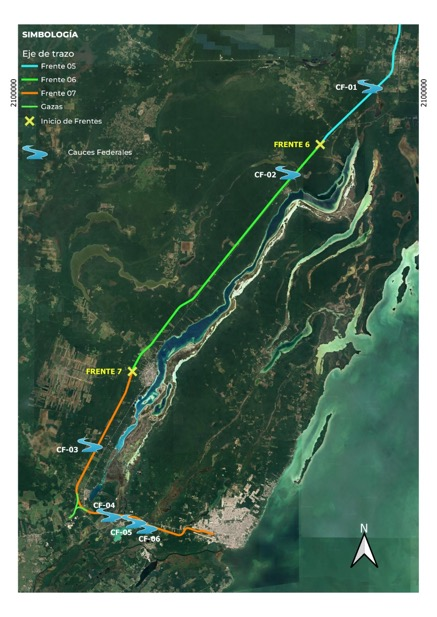 SIMBOLOGÍA
Eje de trazo
Frente 05
Frente 06
Frente 07
Gazas
Inicio de Frentes
Cauces Federales
2100000
2100000
CF-01
FRENTE 6
CF-02
FRENTE 7
CF-03
CF-04
CF-05
CF-06
N